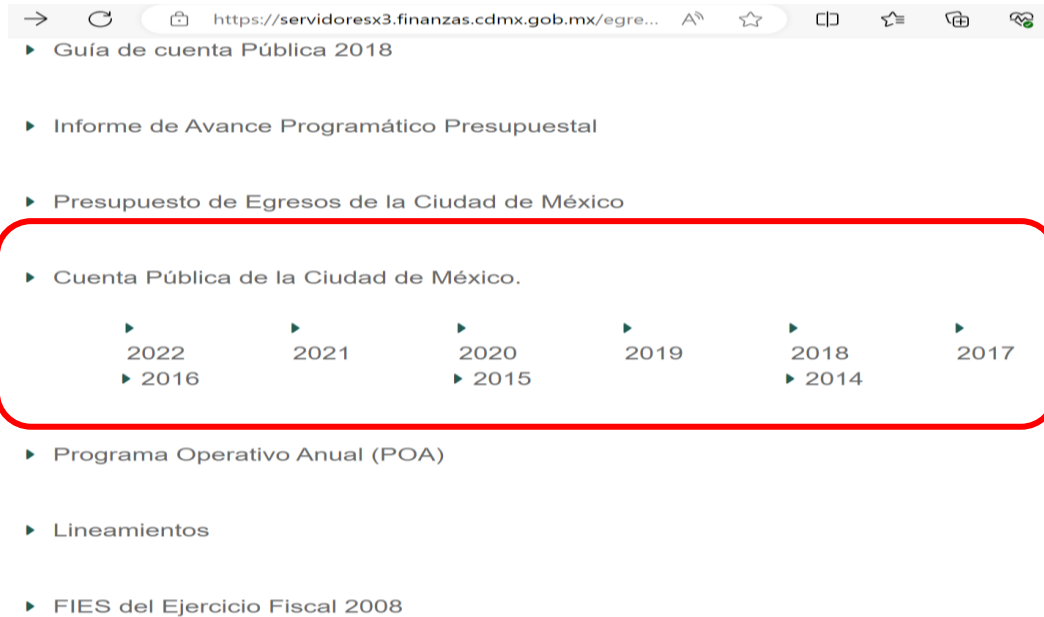 https://servidoresx3.finanzas.cdmx.gob.mx/egre...
Guía de cuenta Pública 2018
Informe de Avance Programático Presupuestal
Presupuesto de Egresos de la Ciudad de México
Cuenta Pública de la Ciudad de México.
2022 2021 2020 2019 2018 2017
2016 2015 2014
Programa Operativo Anual (POA)
Lineamientos
FIES del Ejercicio Fiscal 2008